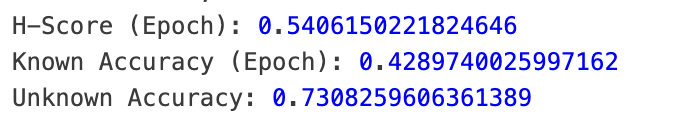 H-Score (Epoch): 0.5406150221824646
Known Accuracy (Epoch): 0.4289740025997162
Unknown Accuracy: 0.7308259606361389